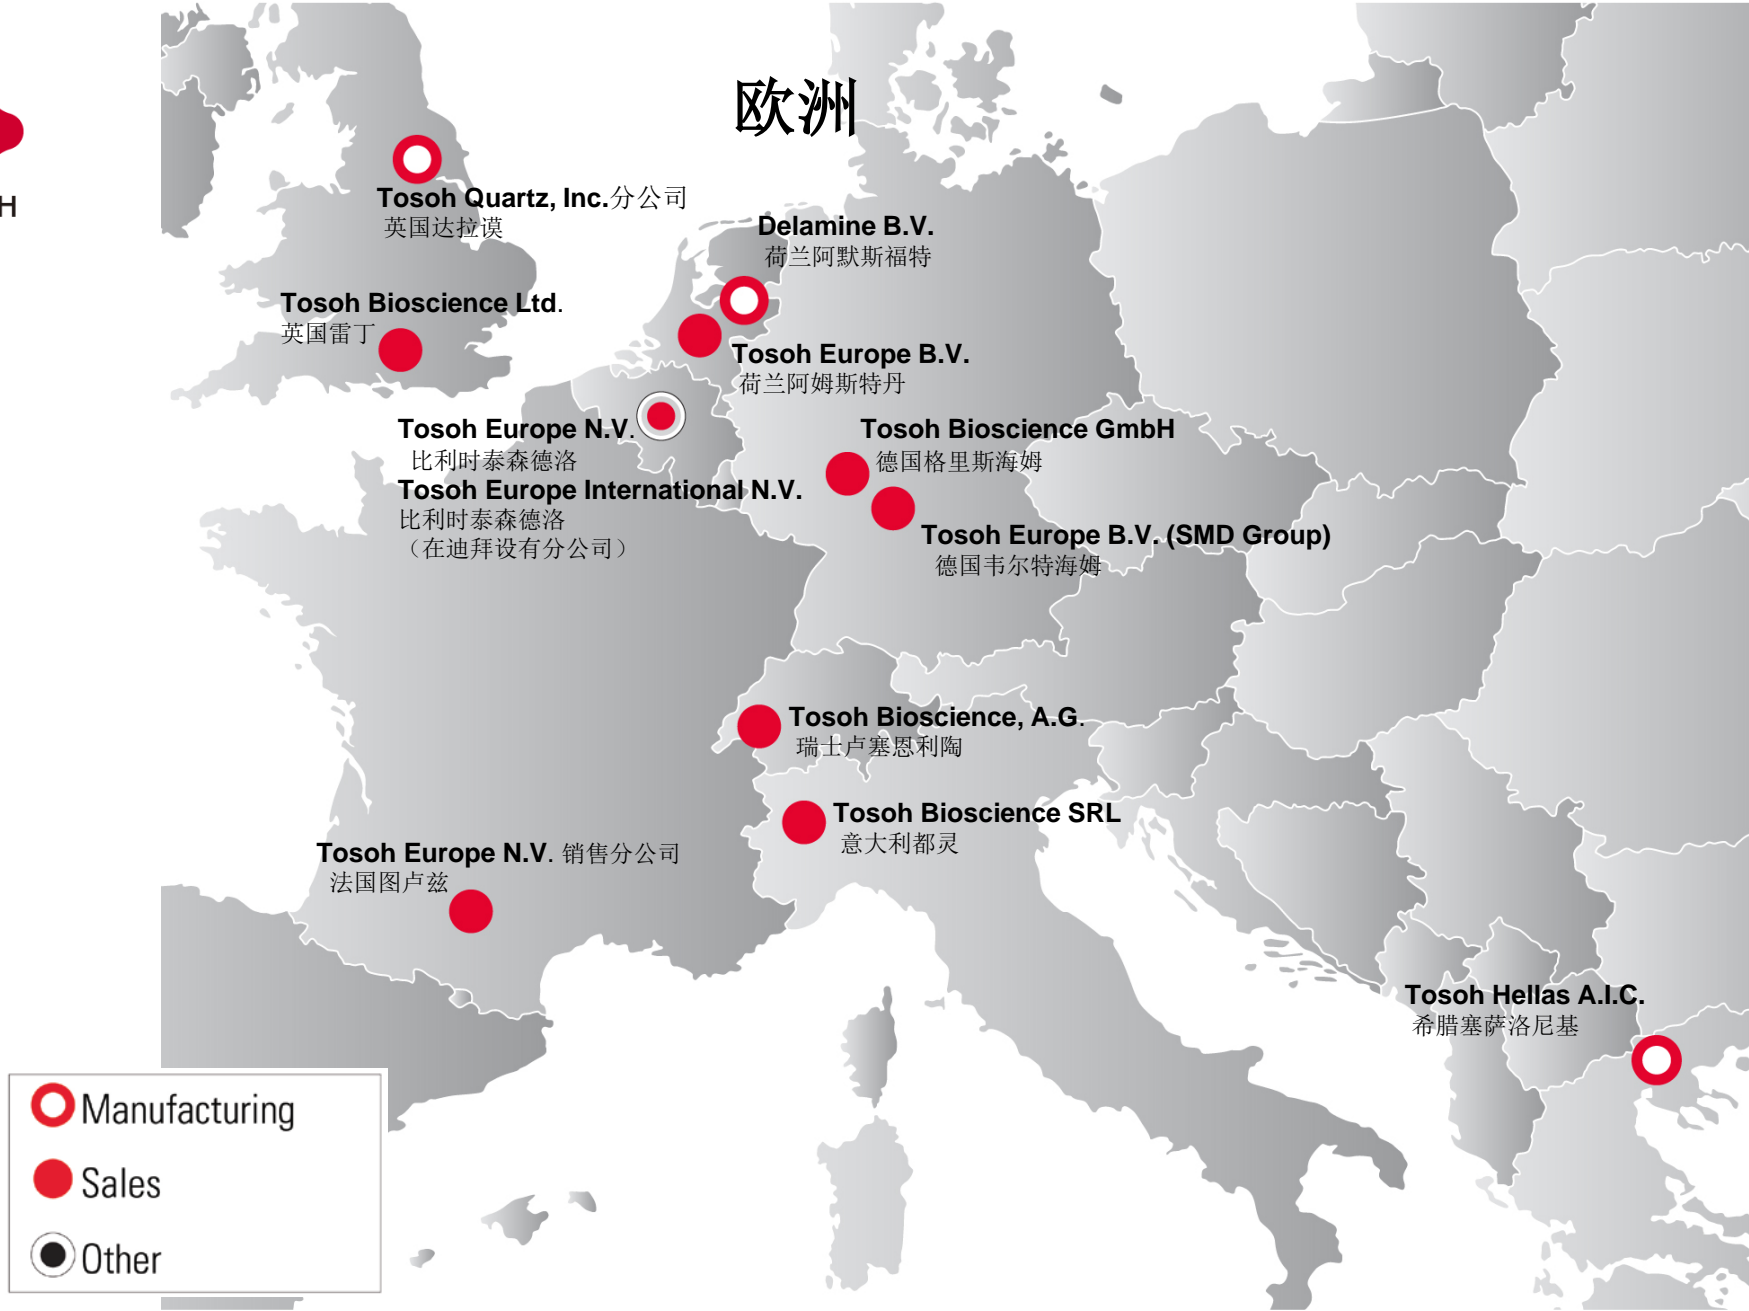 欧洲
H
Tosoh Quartz, Inc.分公司
英国达拉谟
Delamine B.V.
荷兰阿默斯福特
Tosoh Bioscience Ltd.
英国雷丁
Tosoh Europe B.V.
荷兰阿姆斯特丹
Tosoh Europe N.V.
比利时泰森德洛
Tosoh Europe International N.V.
比利时泰森德洛
（在迪拜设有分公司）
Tosoh Bioscience GmbH
德国格里斯海姆
Tosoh Europe B.V. (SMD Group)
德国韦尔特海姆
Tosoh Bioscience, A.G.
瑞士卢塞恩利陶
Tosoh Bioscience SRL
意大利都灵
Tosoh Europe N.V. 销售分公司
法国图卢兹
Tosoh Hellas A.I.C.
希腊塞萨洛尼基
Manufacturing
Sales
Other